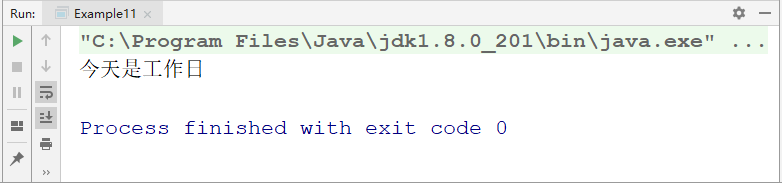 Run: Example11
"C:\Program Files\Java\jdk1.8.0_201\bin\java.exe" ...
今天是工作日
Process finished with exit code 0